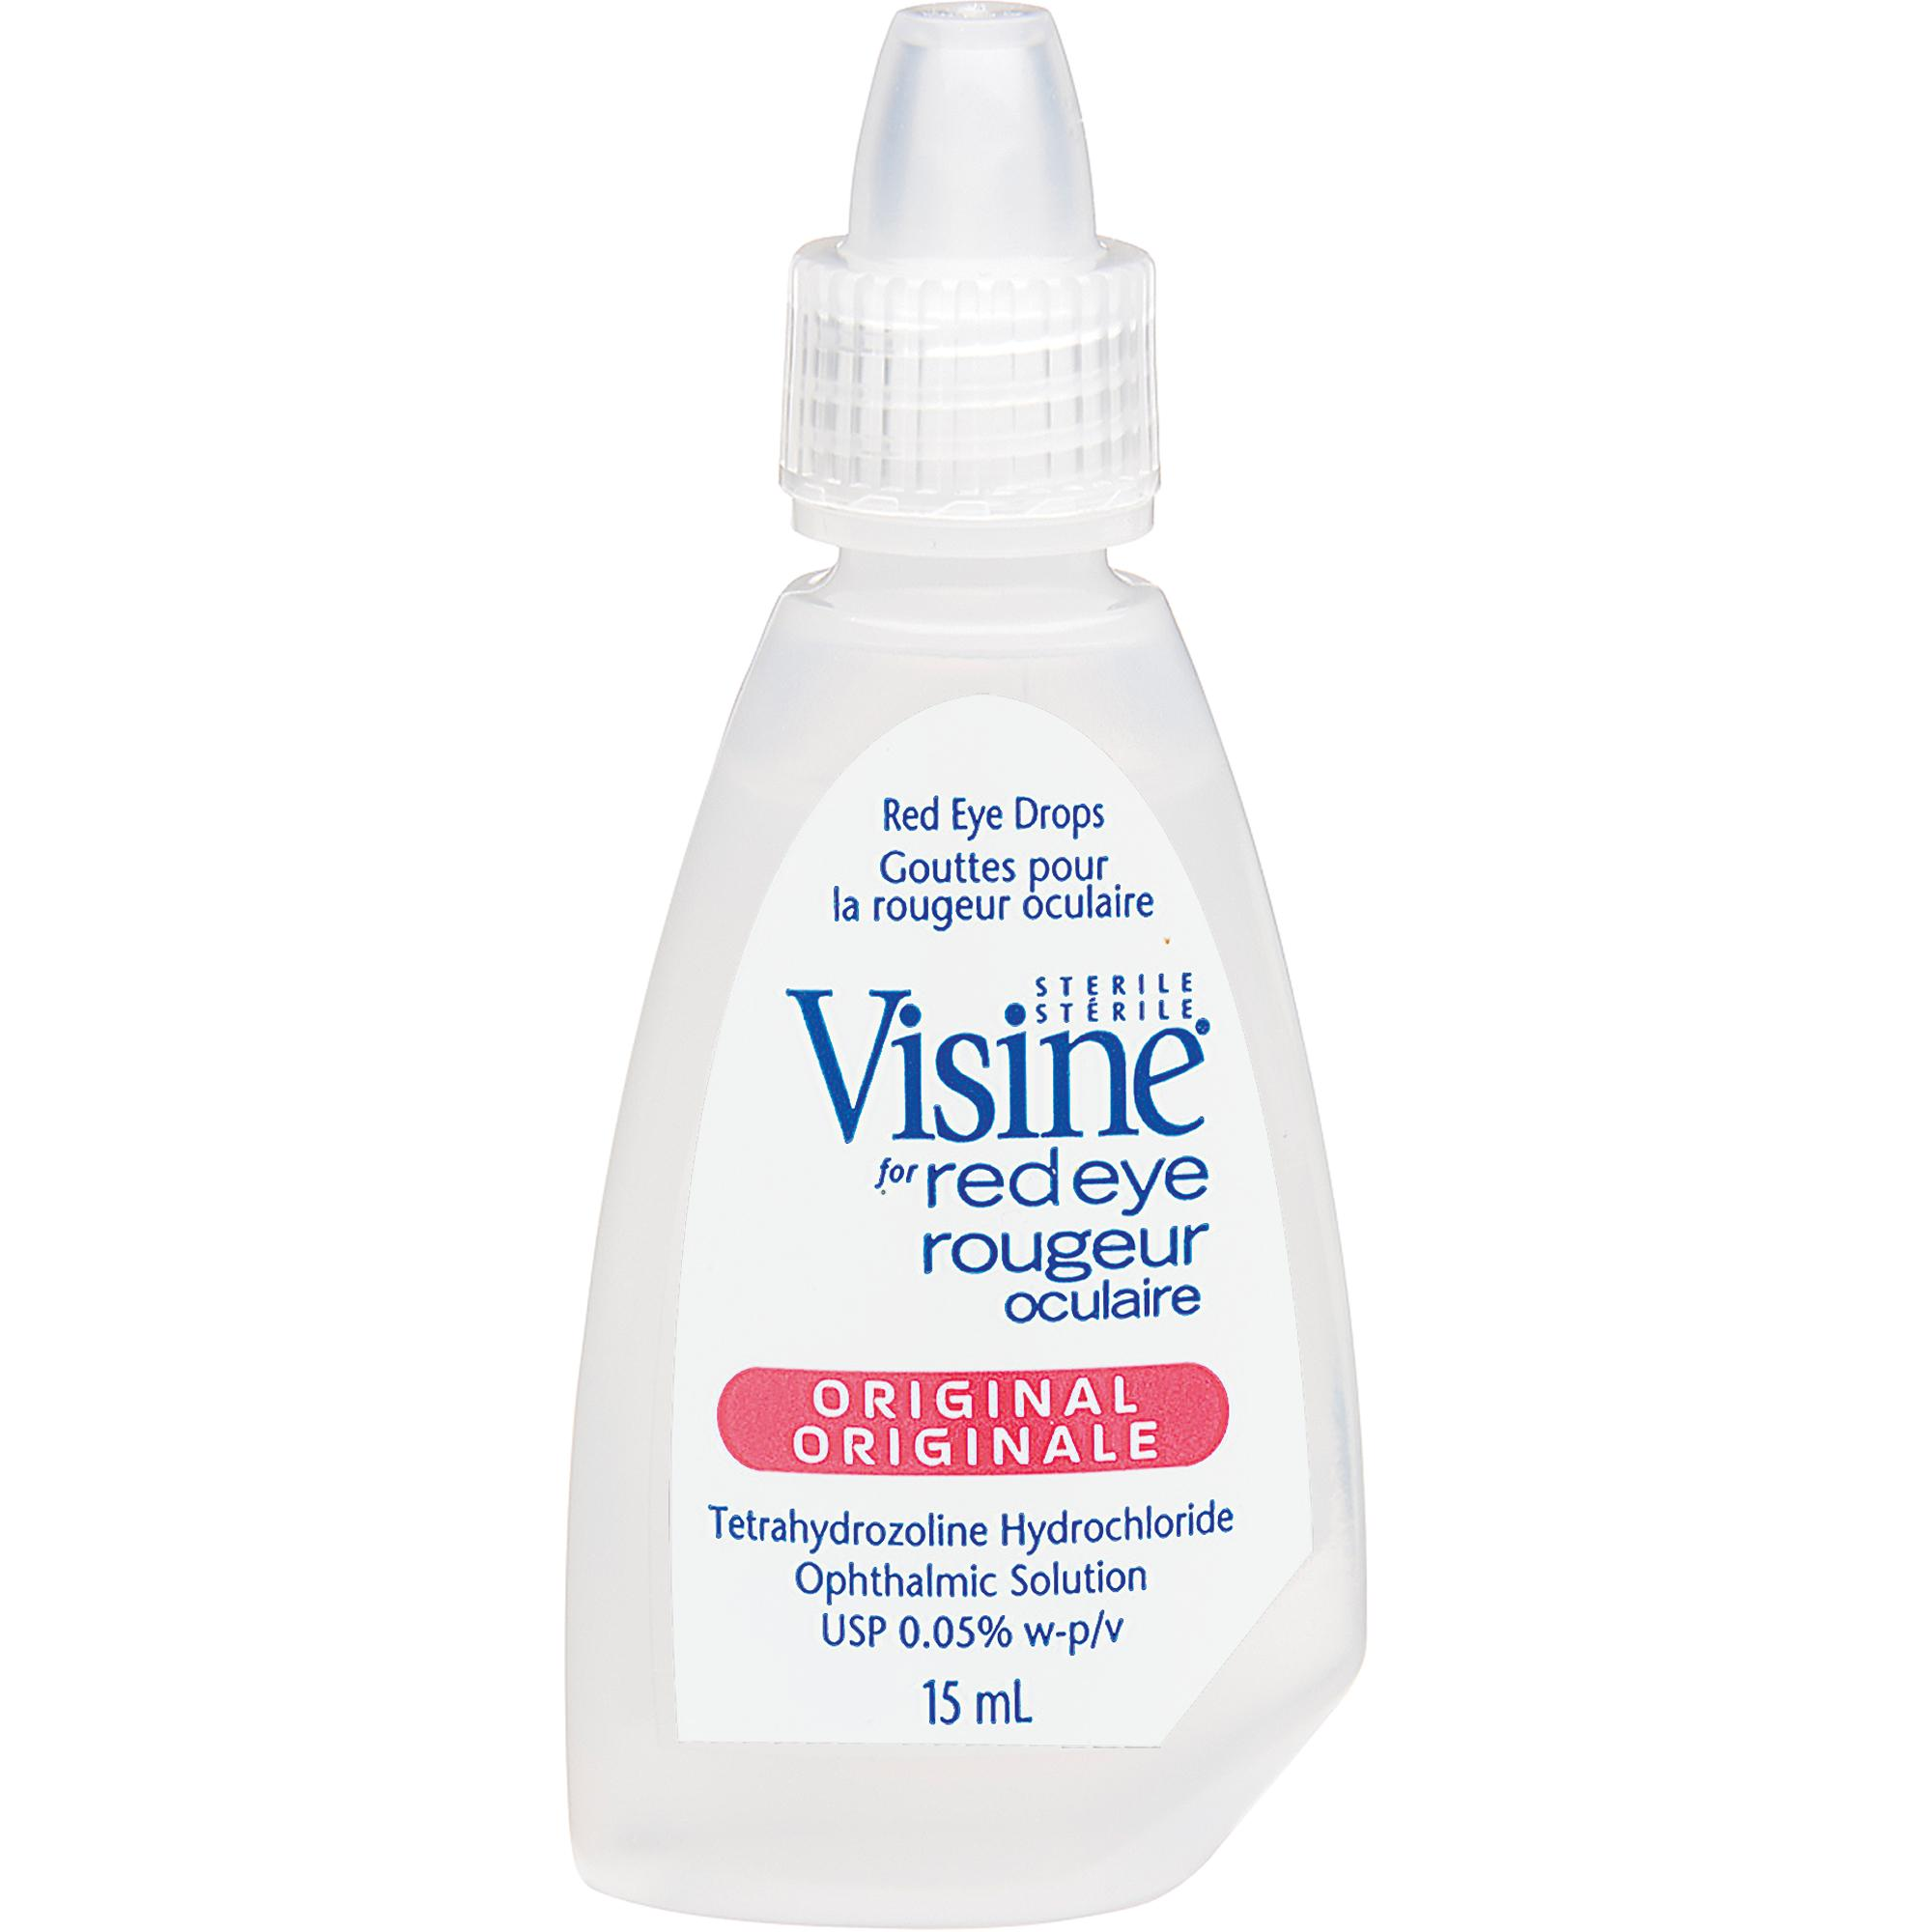 Red Eye Drops
Gouttes pour
la rougeur oculaire
STERILE
STÉRILE
Visine®
for red eye
rougeur
oculaire
ORIGINAL
ORIGINALE
Tetrahydrozoline Hydrochloride
Ophthalmic Solution
USP 0.05% w-p/v
15 mL